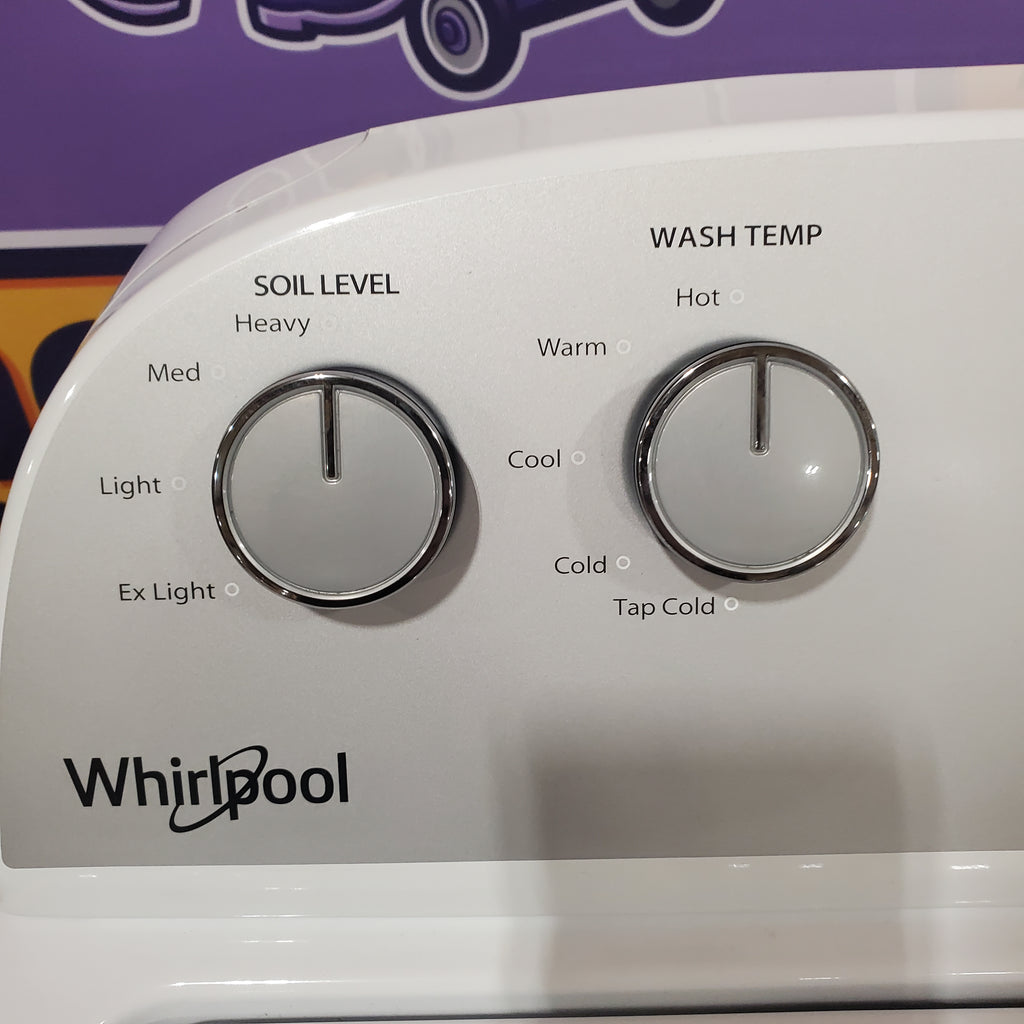 SOIL LEVEL
Heavy
Med
Light
Ex Light
WASH TEMP
Hot
Warm
Cool
Cold
Tap Cold
Whirlpool